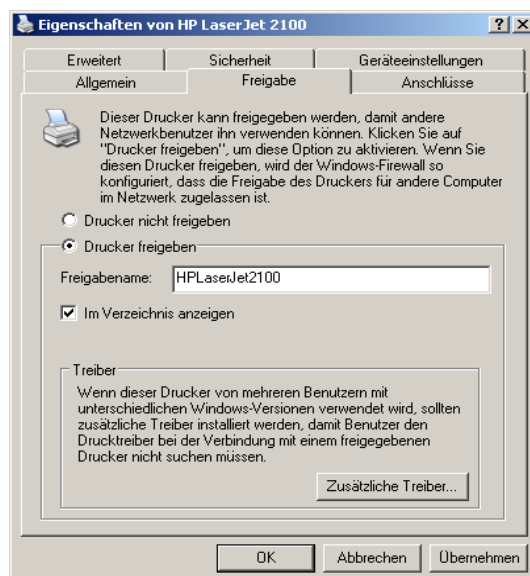 Eigenschaften von HP LaserJet 2100
Erweitert Sicherheit Geräteeinstellungen
Allgemein Freigabe Anschlüsse
Dieser Drucker kann freigegeben werden, damit andere
Netzwerkbenutzer ihn verwenden können. Klicken Sie auf
"Drucker freigeben", um diese Option zu aktivieren. Wenn Sie
diesen Drucker freigeben, wird der Windows-Firewall so
konfiguriert, dass die Freigabe des Druckers für andere Computer
im Netzwerk zugelassen ist.
Drucker nicht freigeben
Drucker freigeben
Freigabename: HPLaserJet2100
Im Verzeichnis anzeigen
Treiber
Wenn dieser Drucker von mehreren Benutzern mit
unterschiedlichen Windows-Versionen verwendet wird, sollten
zusätzliche Treiber installiert werden, damit Benutzer den
Drucktreiber bei der Verbindung mit einem freigegebenen
Drucker nicht suchen müssen.
Zusätzliche Treiber...
OK Abbrechen Übernehmen